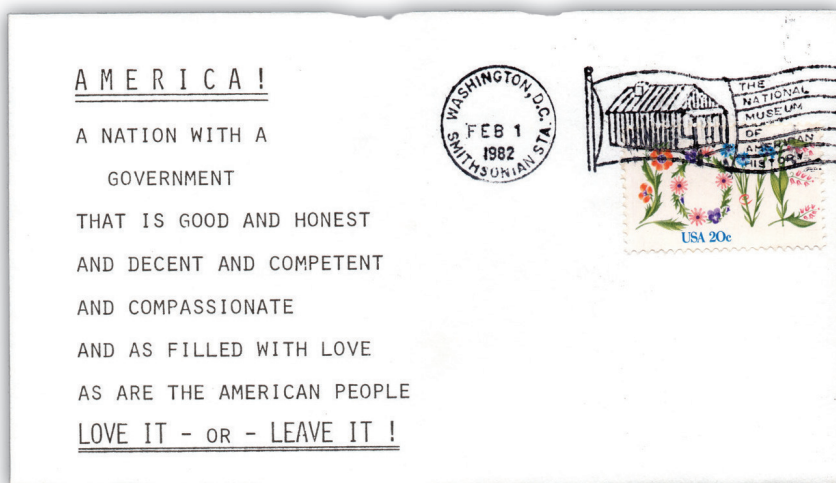 AMERICA!
A NATION WITH A
GOVERNMENT
THAT IS GOOD AND HONEST
AND DECENT AND COMPETENT
AND COMPASSIONATE
AND AS FILLED WITH LOVE
AS ARE THE AMERICAN PEOPLE
LOVE IT - OR - LEAVE IT !
WASHINGTON, D.C.
FEB 1
1982
SMITHSONIAN STA.
THE
NATIONAL
MUSEUM
OF
AMERICAN
HISTORY
LOVE
USA 20c